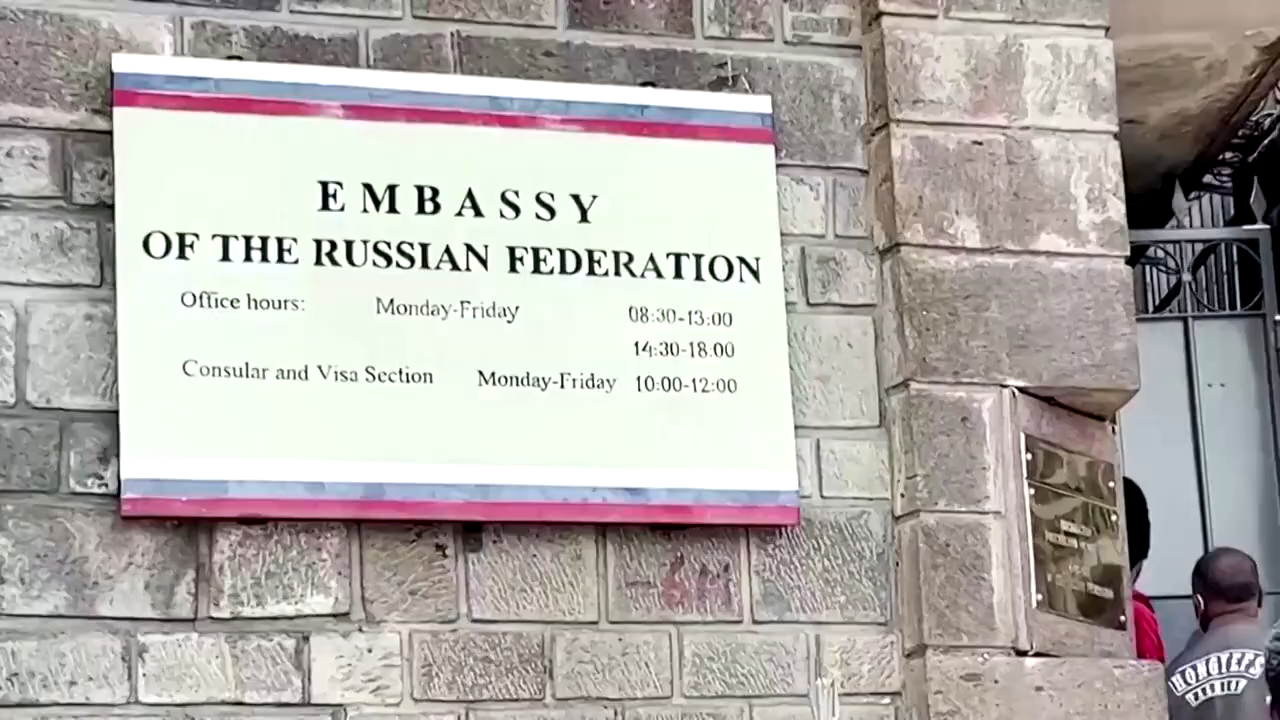 EMBASSY
OF THE RUSSIAN FEDERATION
Office hours: Monday-Friday 08:30-13:00
14:30-18.00
Consular and Visa Section Monday-Friday 10:00-12:00
HONGYEFS